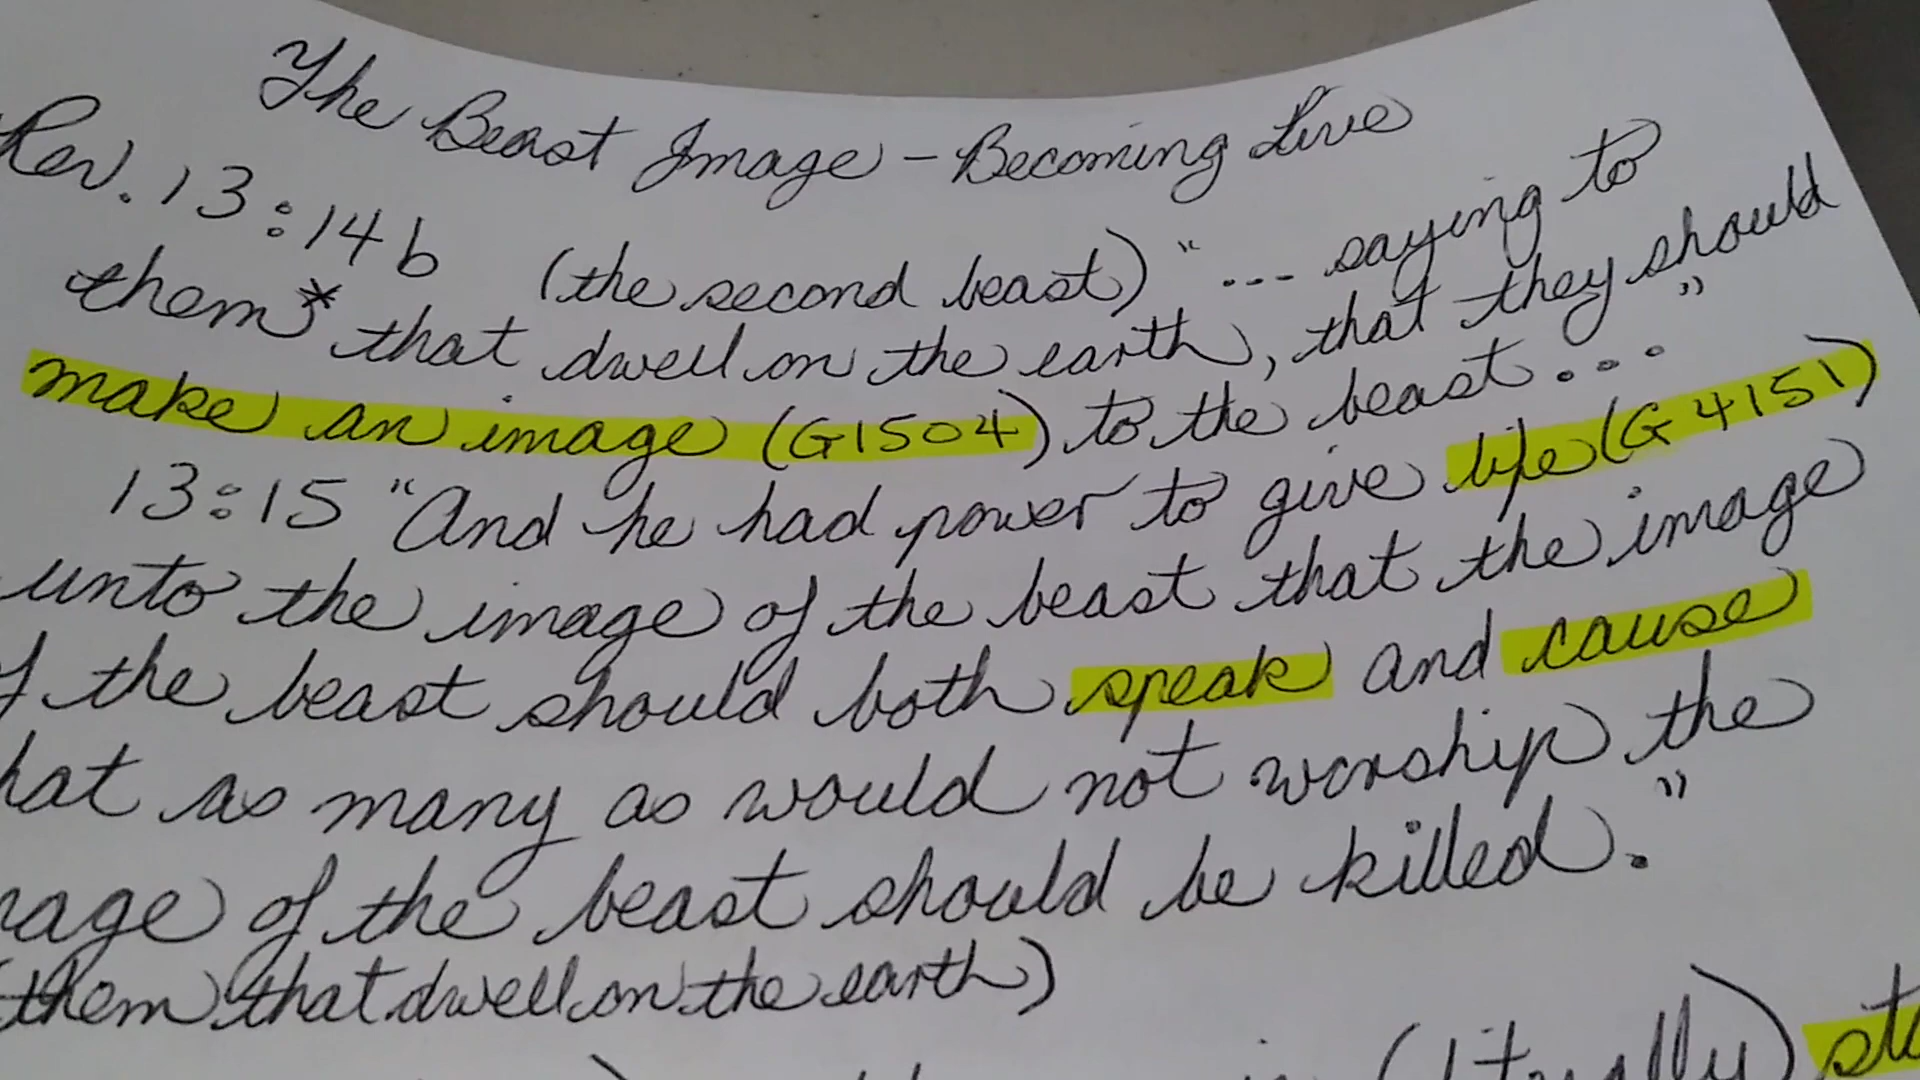 The Beast Image – Becoming Live
Rev. 13:14b (the second beast) "... saying to
them* that dwell on the earth, that they should
make an image (G1504) to the beast..."
13:15 "And he had power to give life (G4151)
unto the image of the beast that the image
f the beast should both speak and cause
hat as many as would not worship the
mage of the beast should be killed."
(them that dwell on the earth)
(literally)